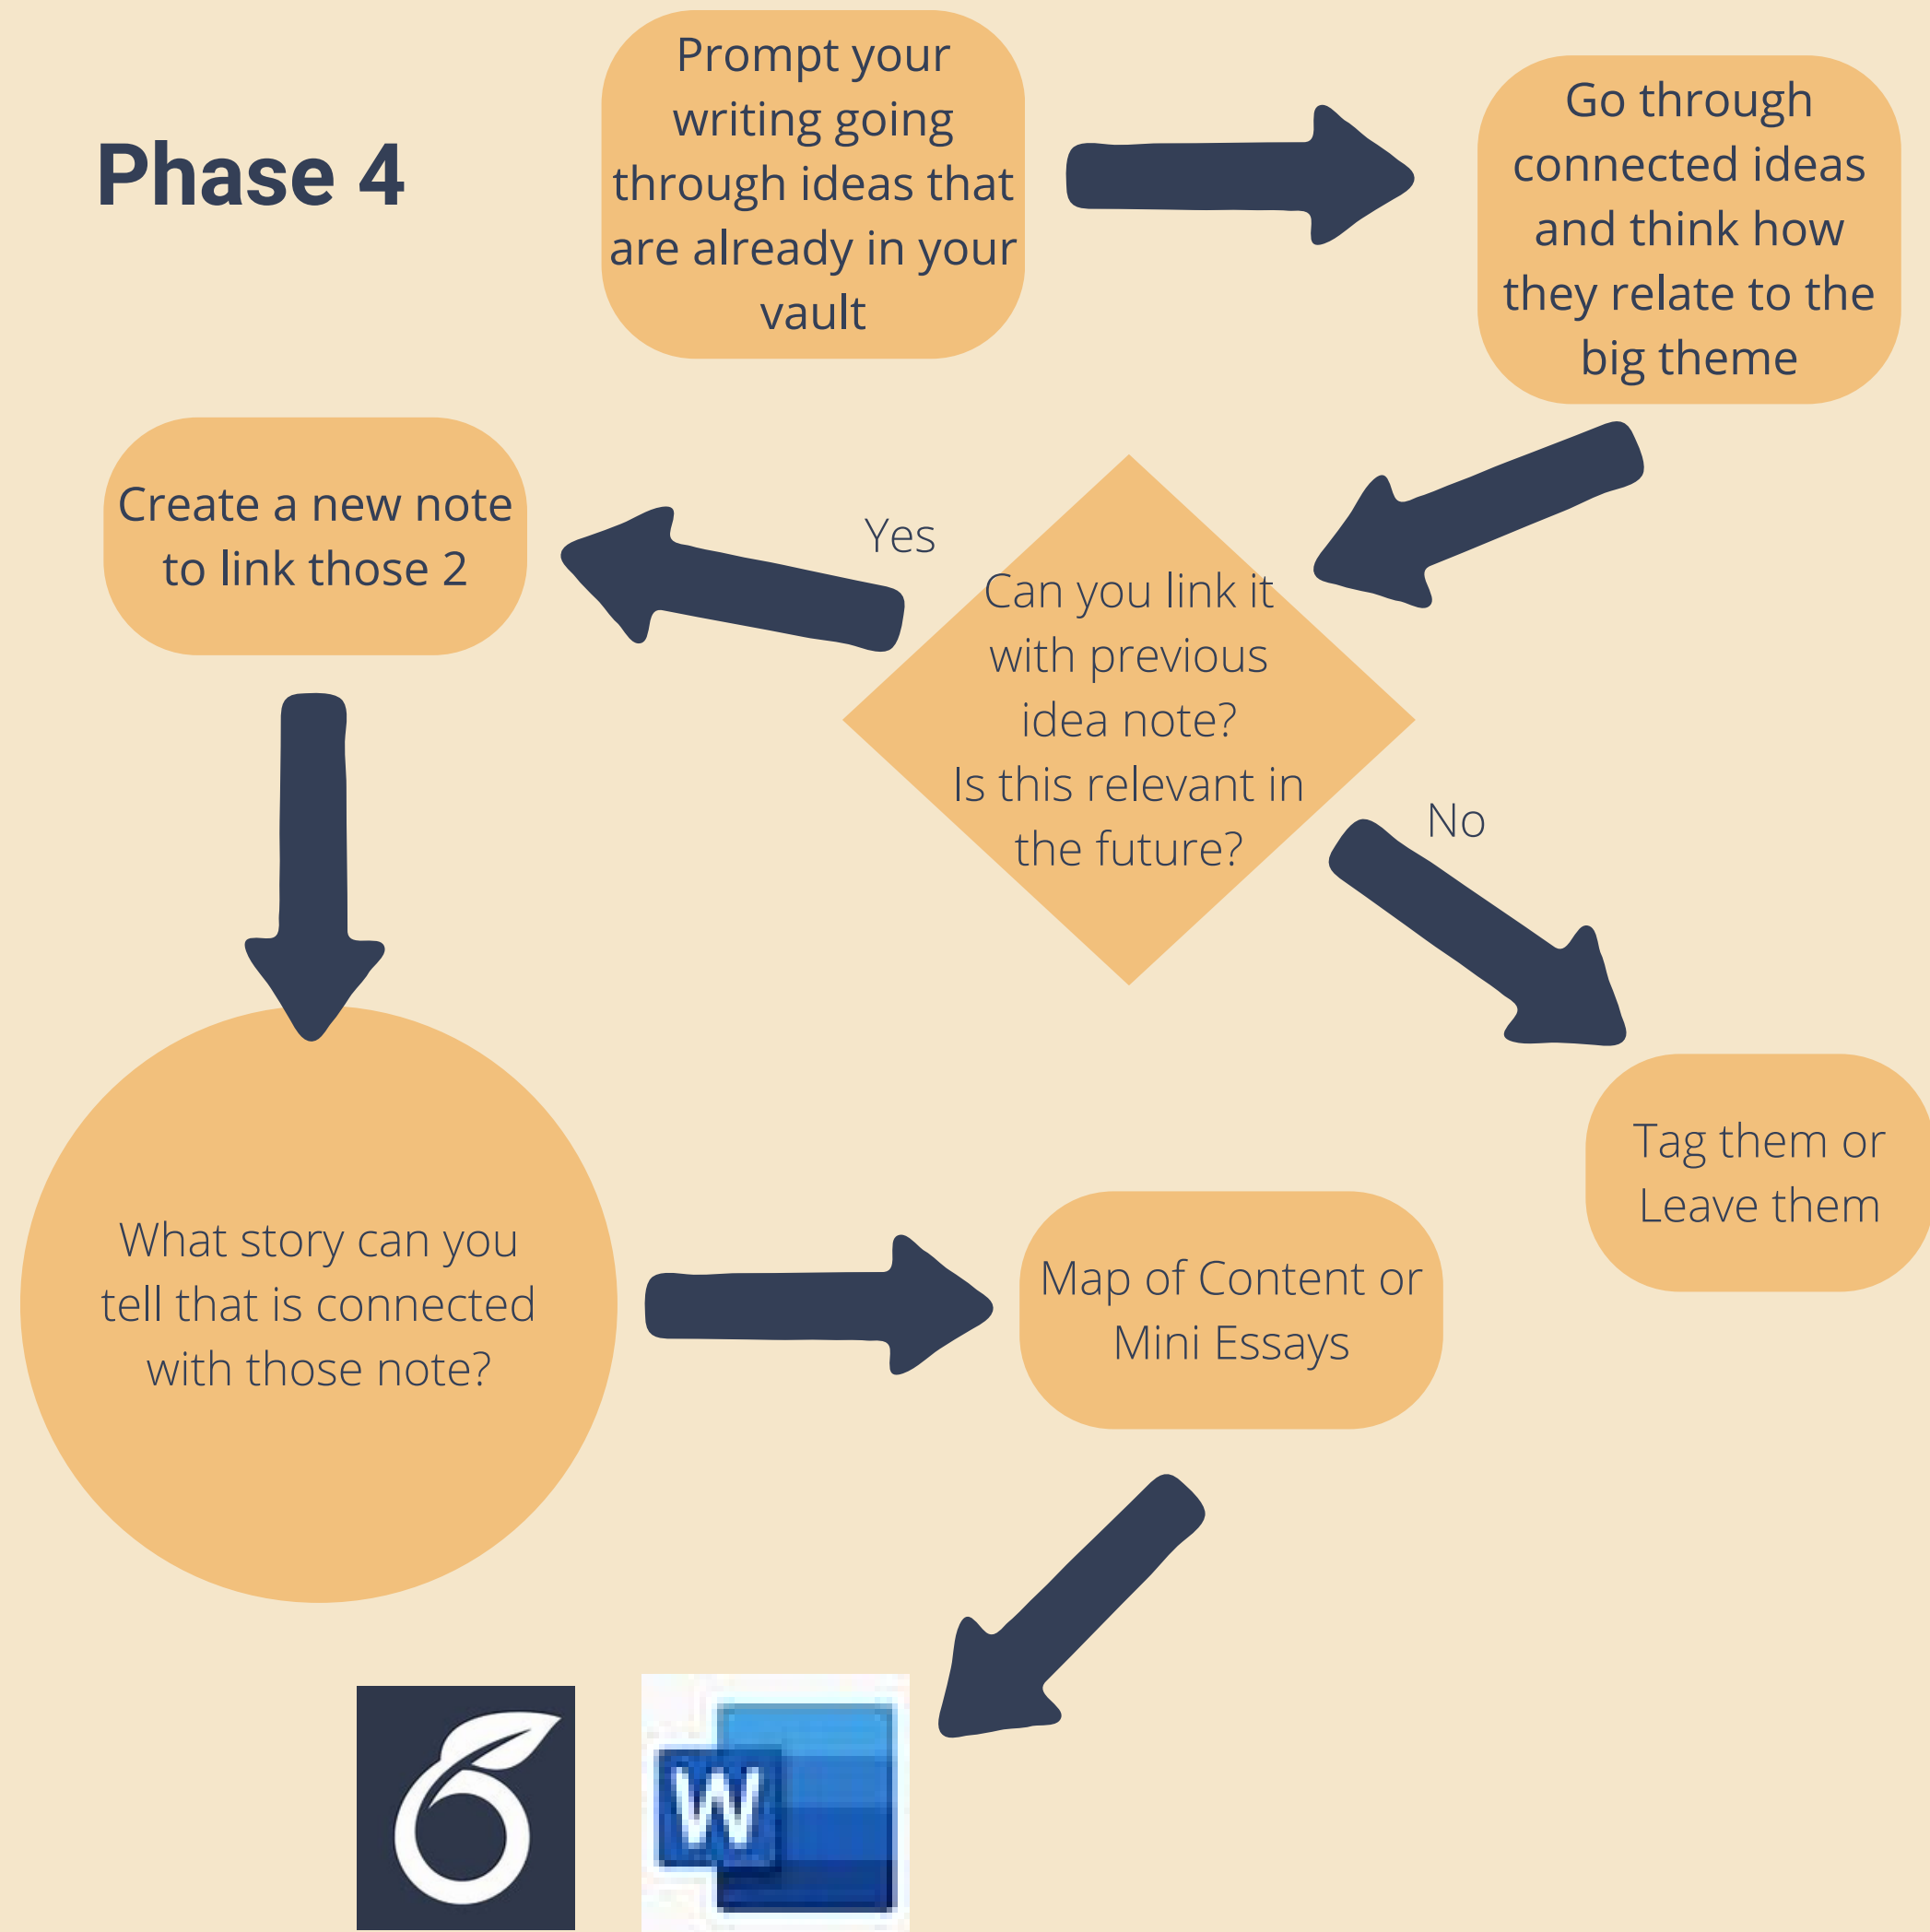 Phase 4
Prompt your
writing going
through ideas that
are already in your
vault
Go through
connected ideas
and think how
they relate to the
big theme
Create a new note
to link those 2
Yes
Can you link it
with previous
idea note?
Is this relevant in
the future?
No
Tag them or
Leave them
What story can you
tell that is connected
with those note?
Map of Content or
Mini Essays
W